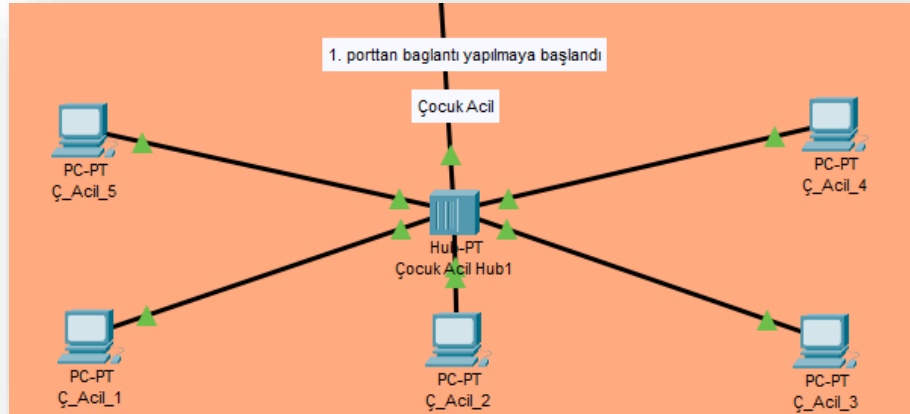 1. porttan baglantı yapılmaya başlandı
Çocuk Acil
PC-PT
Ç_Acil_5
PC-PT
Ç_Acil_4
Hub-PT
Çocuk Acil Hub1
PC-PT
Ç_Acil_1
PC-PT
Ç_Acil_2
PC-PT
Ç_Acil_3